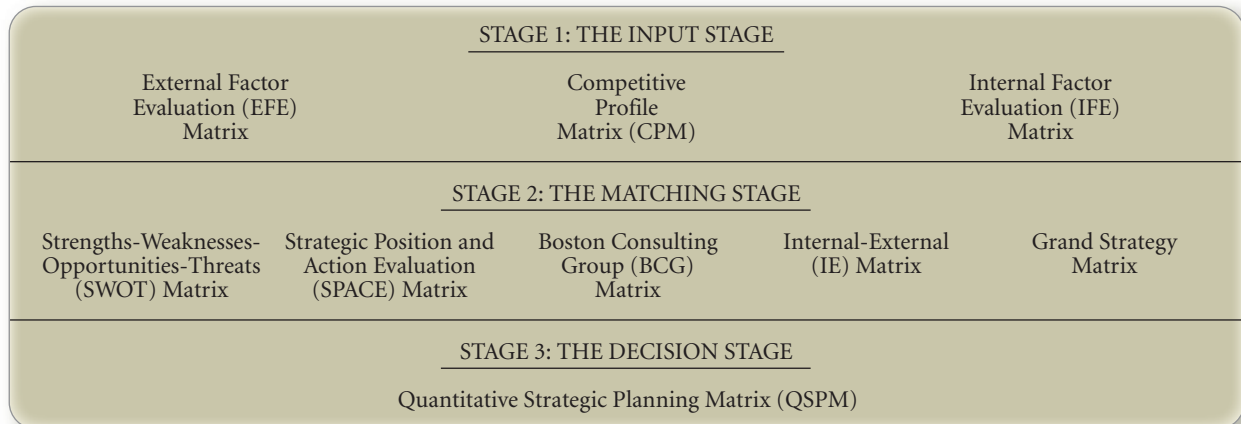 STAGE 1: THE INPUT STAGE
External Factor
Evaluation (EFE)
Matrix
Competitive
Profile
Matrix (CPM)
Internal Factor
Evaluation (IFE)
Matrix
STAGE 2: THE MATCHING STAGE
Strengths-Weaknesses-
Opportunities-Threats
(SWOT) Matrix
Strategic Position and
Action Evaluation
(SPACE) Matrix
Boston Consulting
Group (BCG)
Matrix
Internal-External
(IE) Matrix
Grand Strategy
Matrix
STAGE 3: THE DECISION STAGE
Quantitative Strategic Planning Matrix (QSPM)